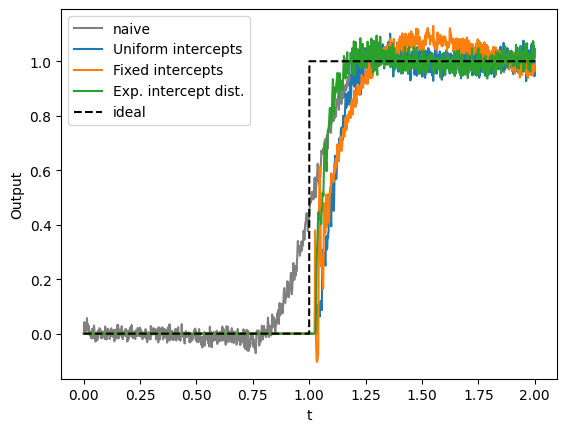 naive
Uniform intercepts
Fixed intercepts
Exp. intercept dist.
ideal
1.0
0.8
0.6
0.4
0.2
0.0
Output
0.00 0.25 0.50 0.75 1.00 1.25 1.50 1.75 2.00
t